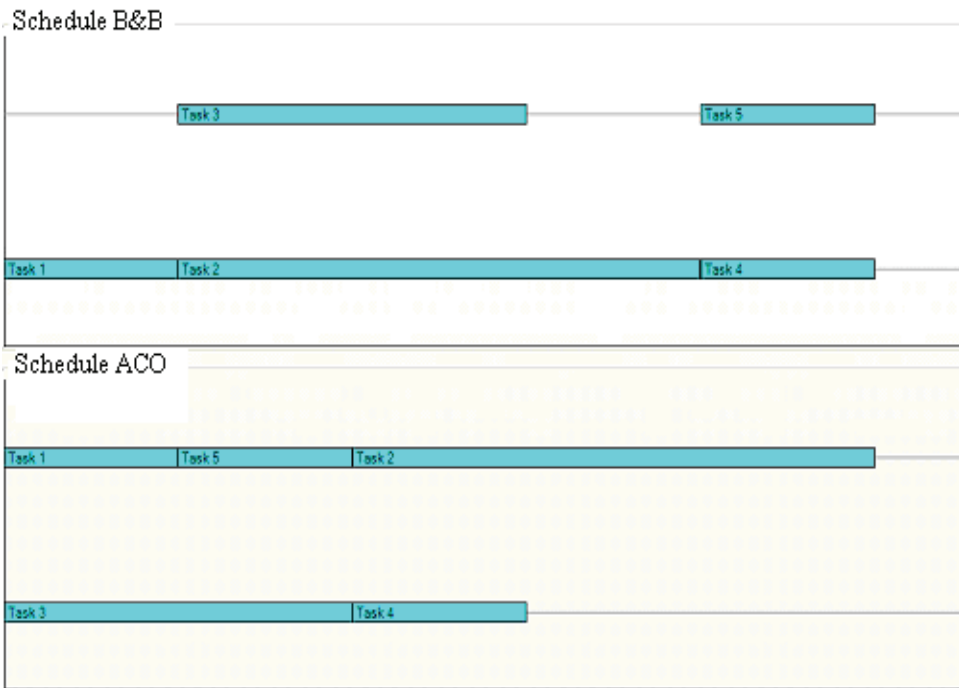 Schedule B&B
Task 3 Task 5
Task 1 Task 2 Task 4
Schedule ACO
Task 1 Task 5 Task 2
Task 3 Task 4